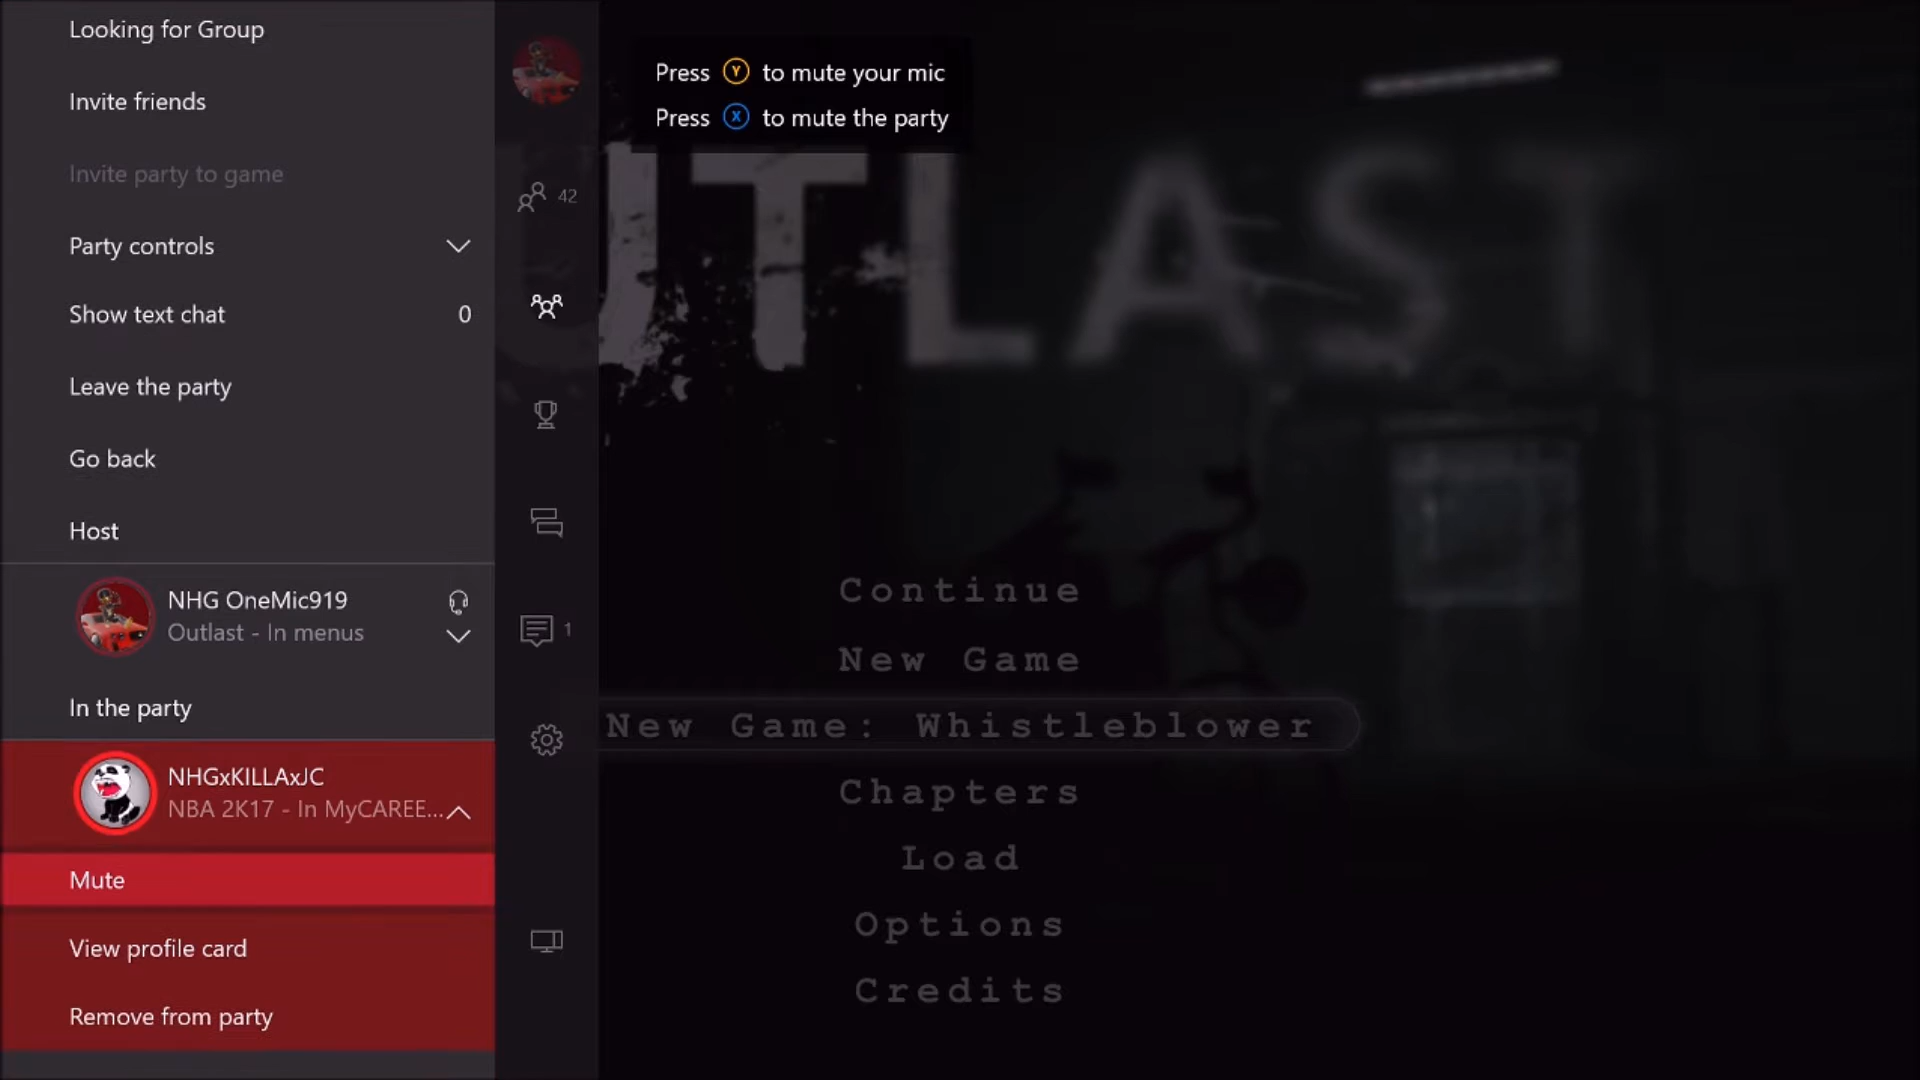 Looking for Group
Invite friends
Invite party to game
Party controls
Show text chat 0
Leave the party
Go back
Host
NHG OneMic919
Outlast - In menus
In the party
NHGxKILLAxJC
NBA 2K17 - In MyCAREE...
Mute
View profile card
Remove from party
42
1
Press Y to mute your mic
Press X to mute the party
OUTLAST
Continue
New Game
New Game: Whistleblower
Chapters
Load
Options
Credits